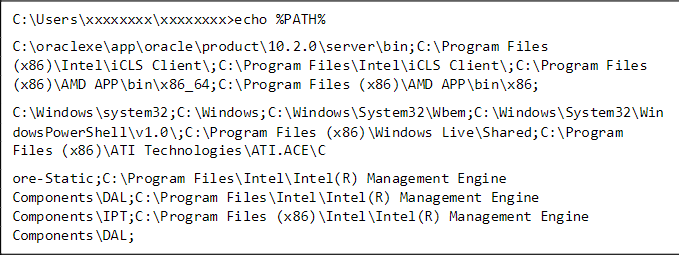 C:\Users\xxxxxxxx\xxxxxxxx>echo %PATH%
C:\oraclexe\app\oracle\product\10.2.0\server\bin;C:\Program Files
(x86)\Intel\iCLS Client\;C:\Program Files\Intel\iCLS Client\;C:\Program Files
(x86)\AMD APP\bin\x86_64;C:\Program Files (x86)\AMD APP\bin\x86;
C:\Windows\system32;C:\Windows;C:\Windows\System32\Wbem;C:\Windows\System32\Win
dowsPowerShell\v1.0\;C:\Program Files (x86)\Windows Live\Shared;C:\Program
Files (x86)\ATI Technologies\ATI.ACE\C
ore-Static;C:\Program Files\Intel\Intel(R) Management Engine
Components\DAL;C:\Program Files\Intel\Intel(R) Management Engine
Components\IPT;C:\Program Files (x86)\Intel\Intel(R) Management Engine
Components\DAL;